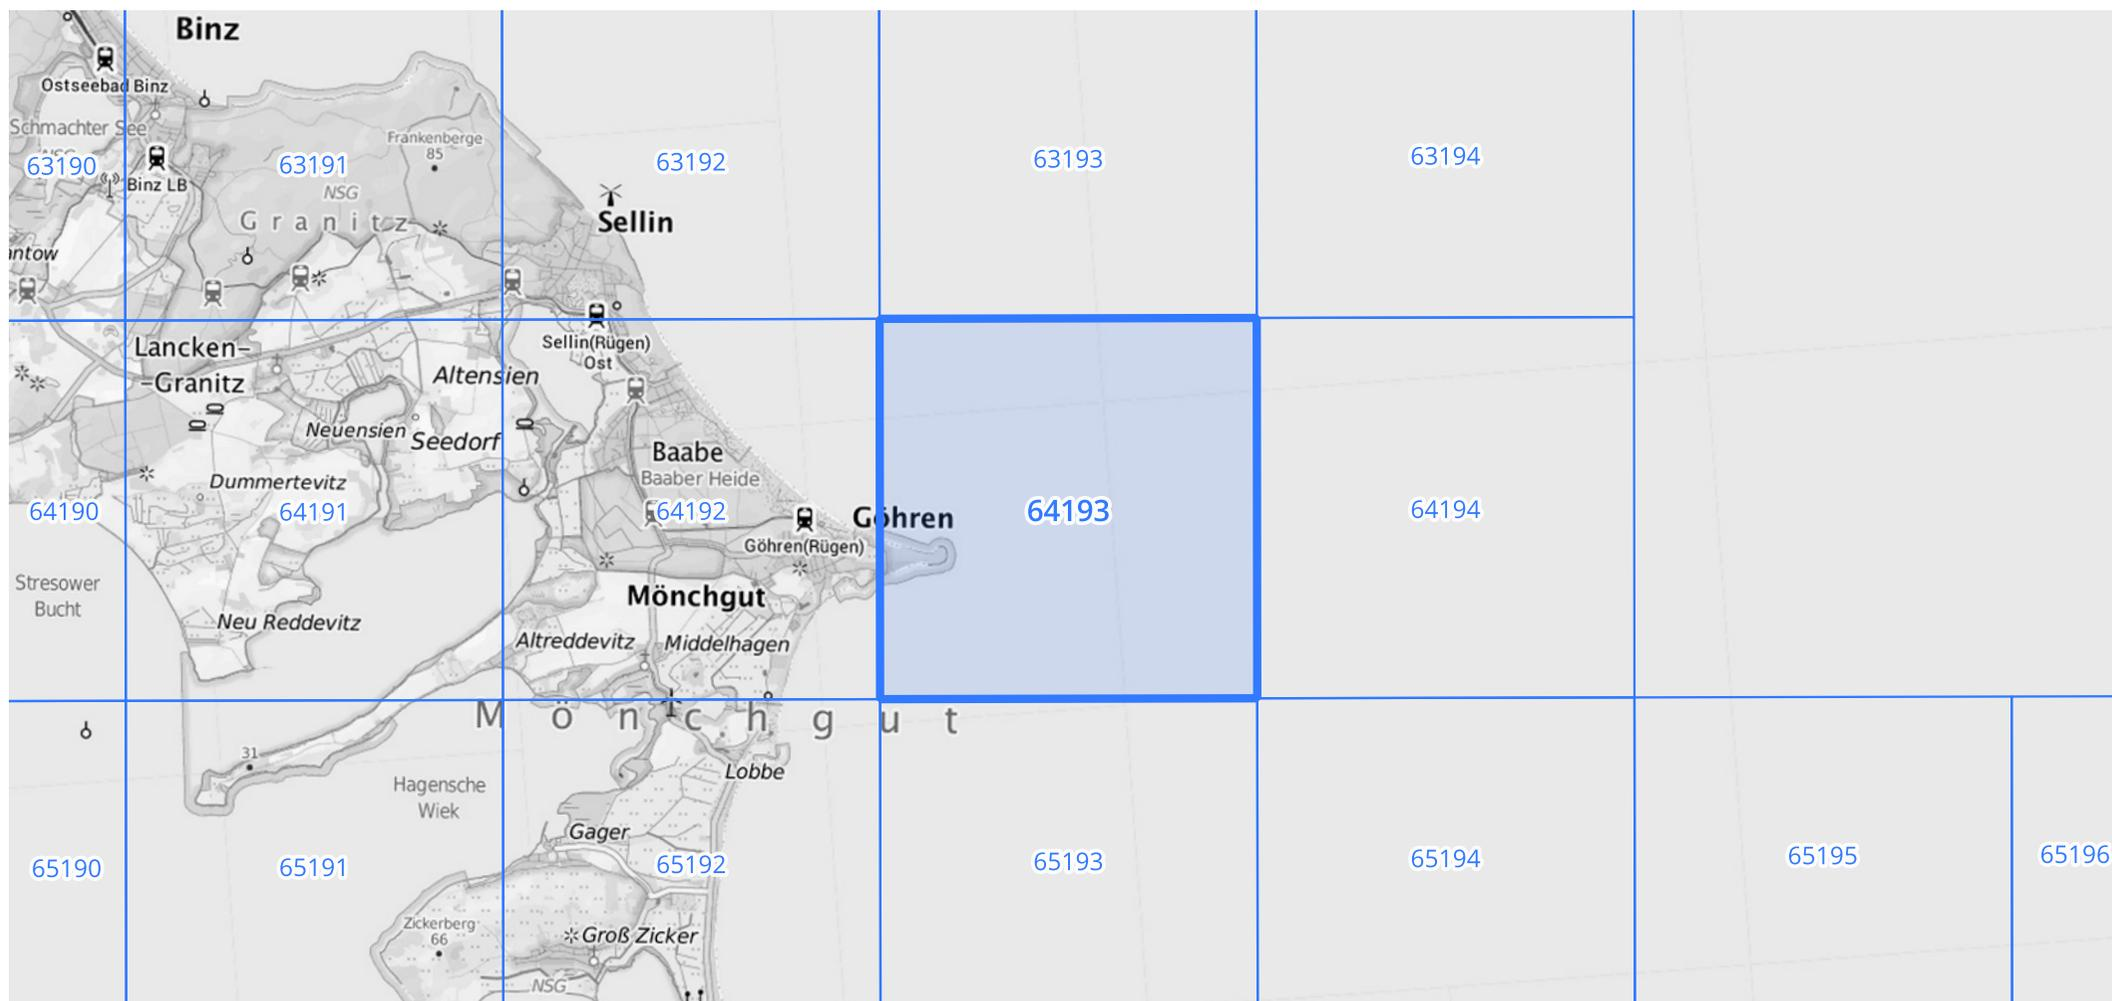 Binz
Ostseebad Binz
Schmachter See
NSG
Frankenberge
85
63190
63191
63192
63193
63194
Binz LB
NSG
Granitz
Sellin
antow
Sellin(Rügen)
Ost
Lancken-
-Granitz
Altensien
Neuensien
Seedorf
Baabe
Baaber Heide
Dummertevitz
64190
64191
64192
Göhren
64193
64194
Göhren(Rügen)
Stresower
Bucht
Mönchgut
Neu Reddevitz
Altreddevitz
Middelhagen
Mönchgut
31
Lobbe
Hagensche
Wiek
Gager
65190
65191
65192
65193
65194
65195
65196
Zickerberg
66
Groß Zicker
NSG